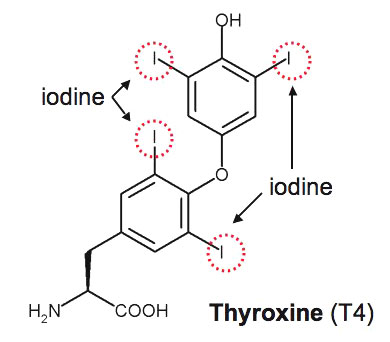 OH
I
I
iodine
I
O
iodine
I
H₂N
COOH
Thyroxine (T4)